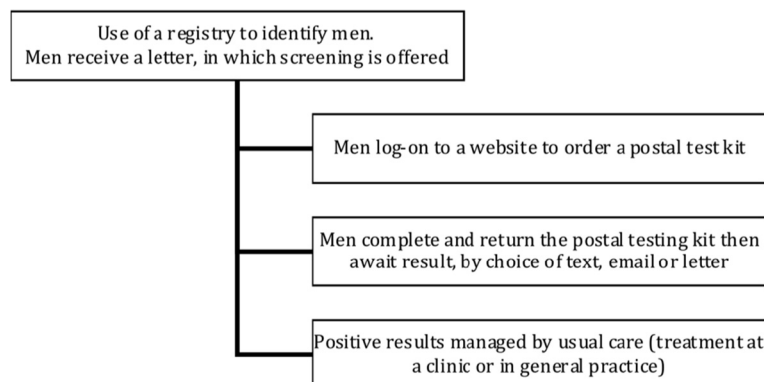 Use of a registry to identify men.
Men receive a letter, in which screening is offered
Men log-on to a website to order a postal test kit
Men complete and return the postal testing kit then
await result, by choice of text, email or letter
Positive results managed by usual care (treatment at
a clinic or in general practice)